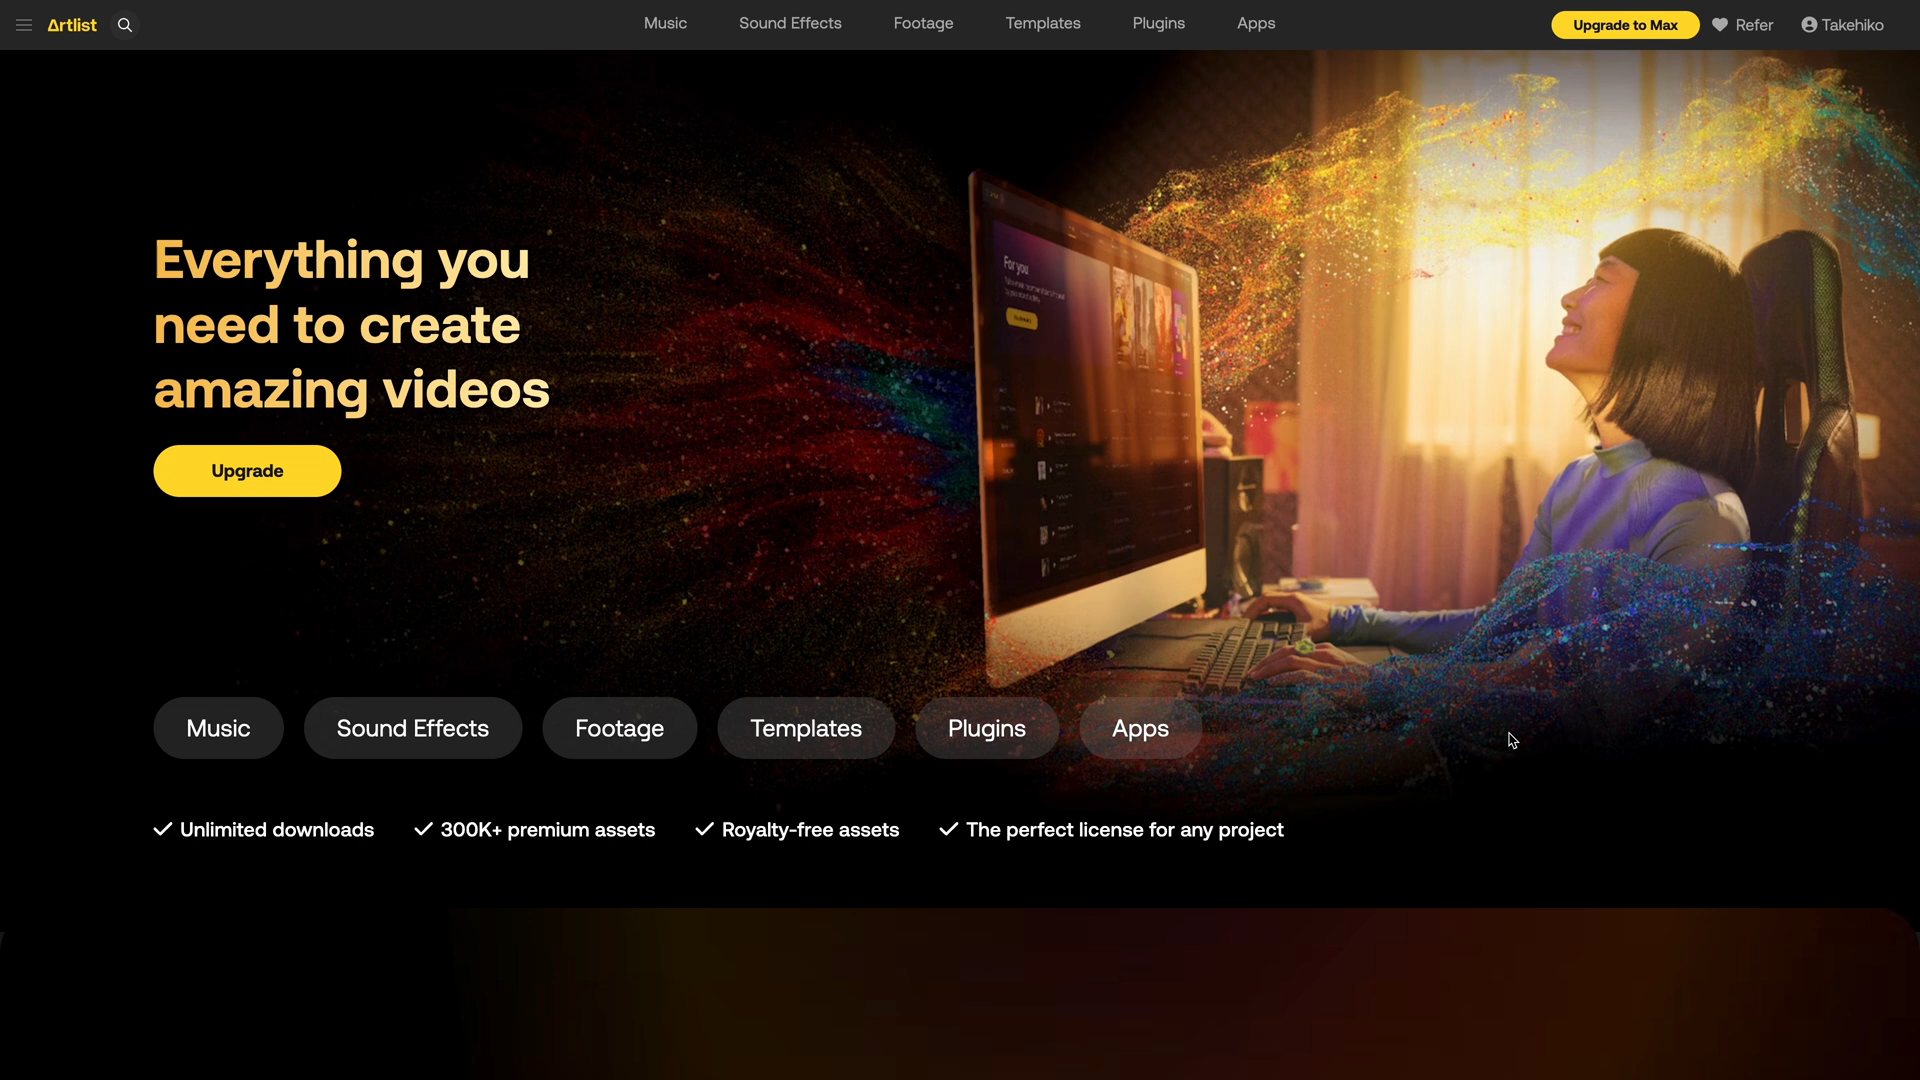 Artlist
Music Sound Effects Footage Templates Plugins Apps
Upgrade to Max
Refer
Takehiko
Everything you
need to create
amazing videos
Upgrade
For you
Music Sound Effects Footage Templates Plugins Apps
Unlimited downloads 300K+ premium assets Royalty-free assets The perfect license for any project